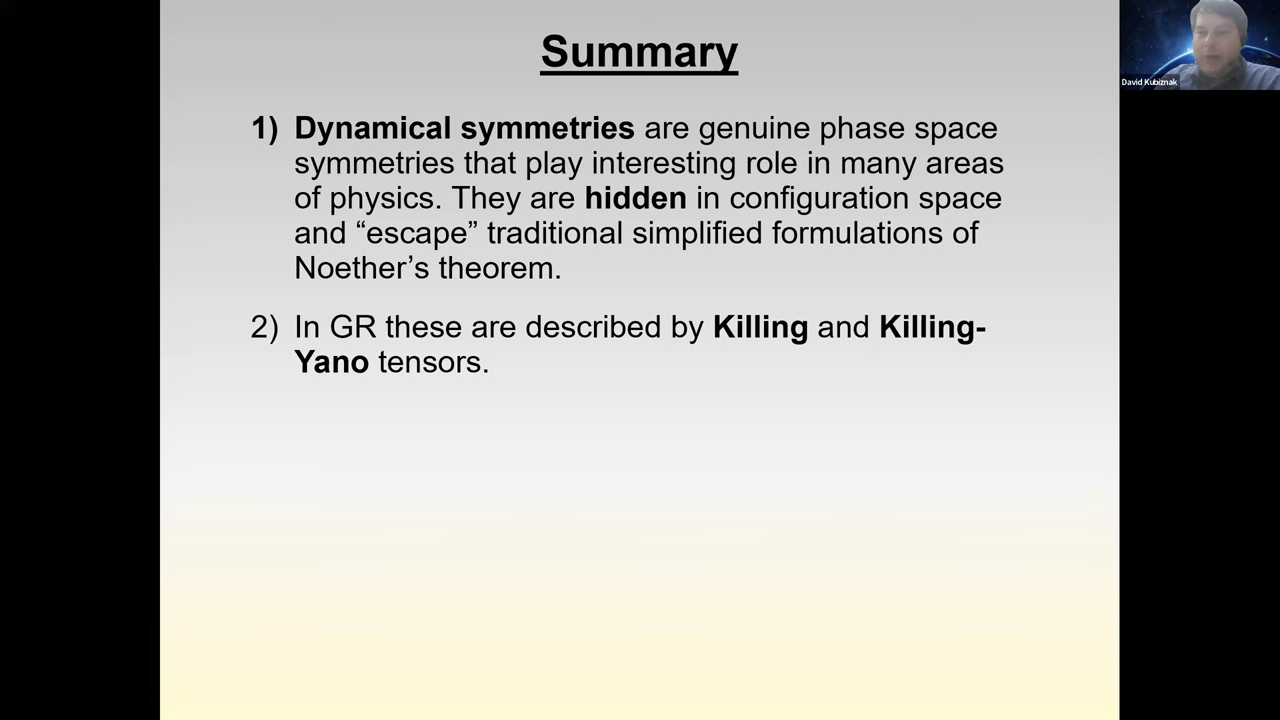 Summary
1) Dynamical symmetries are genuine phase space
symmetries that play interesting role in many areas
of physics. They are hidden in configuration space
and “escape” traditional simplified formulations of
Noether’s theorem.
2) In GR these are described by Killing and Killing-
Yano tensors.
David Kubiznak